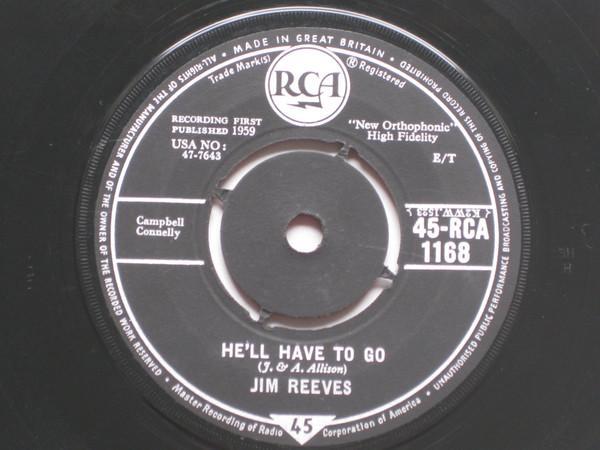 • MADE IN GREAT BRITAIN •
ALL RIGHTS OF THE MANUFACTURER AND OF THE OWNER OF THE RECORDED WORK RESERVED •
UNAUTHORISED PUBLIC PERFORMANCE BROADCASTING AND COPYING OF THIS RECORD PROHIBITED
Trade Mark(s)
® Registered
RCA
RECORDING FIRST
PUBLISHED 1959
USA NO:
47-7643
"New Orthophonic"
High Fidelity
E/T
Campbell
Connelly
45-RCA
1168
HE'LL HAVE TO GO
(J. & A. Allison)
JIM REEVES
45
Master Recording of Radio Corporation of America •